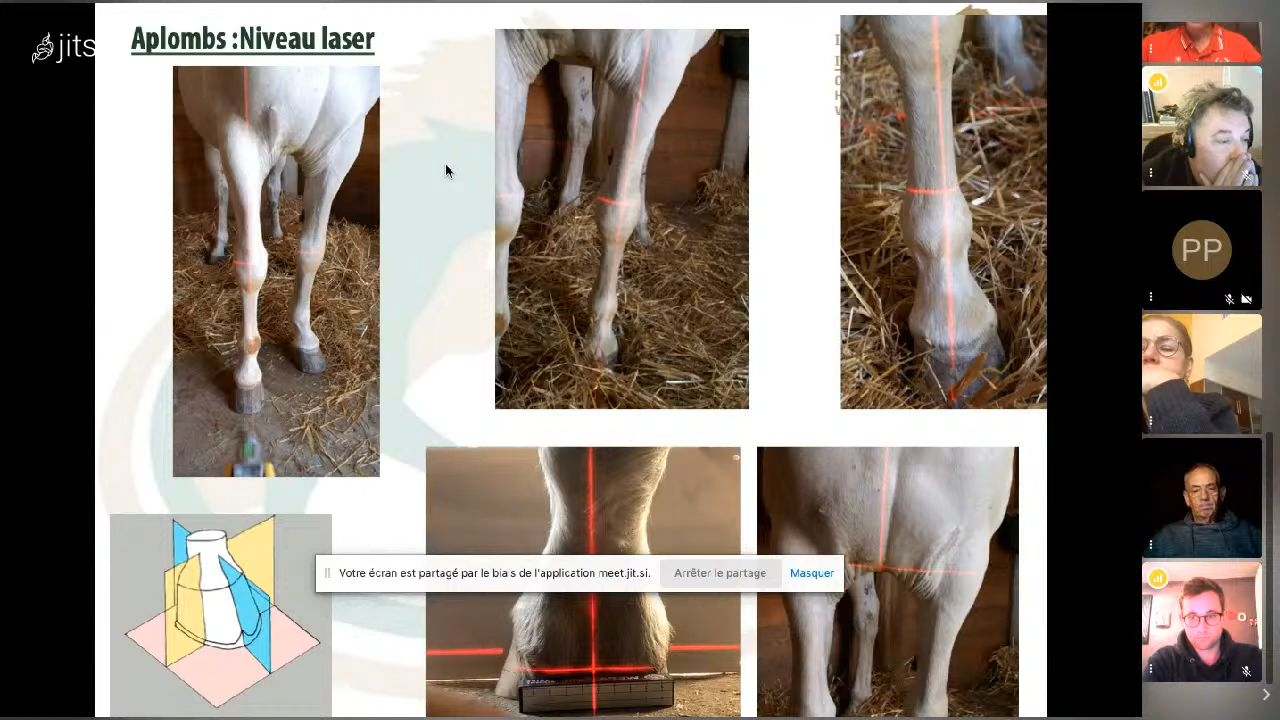 jits
Aplombs :Niveau laser
PP
Votre écran est partagé par le biais de l'application meet.jit.si.
Arrêter le partage
Masquer